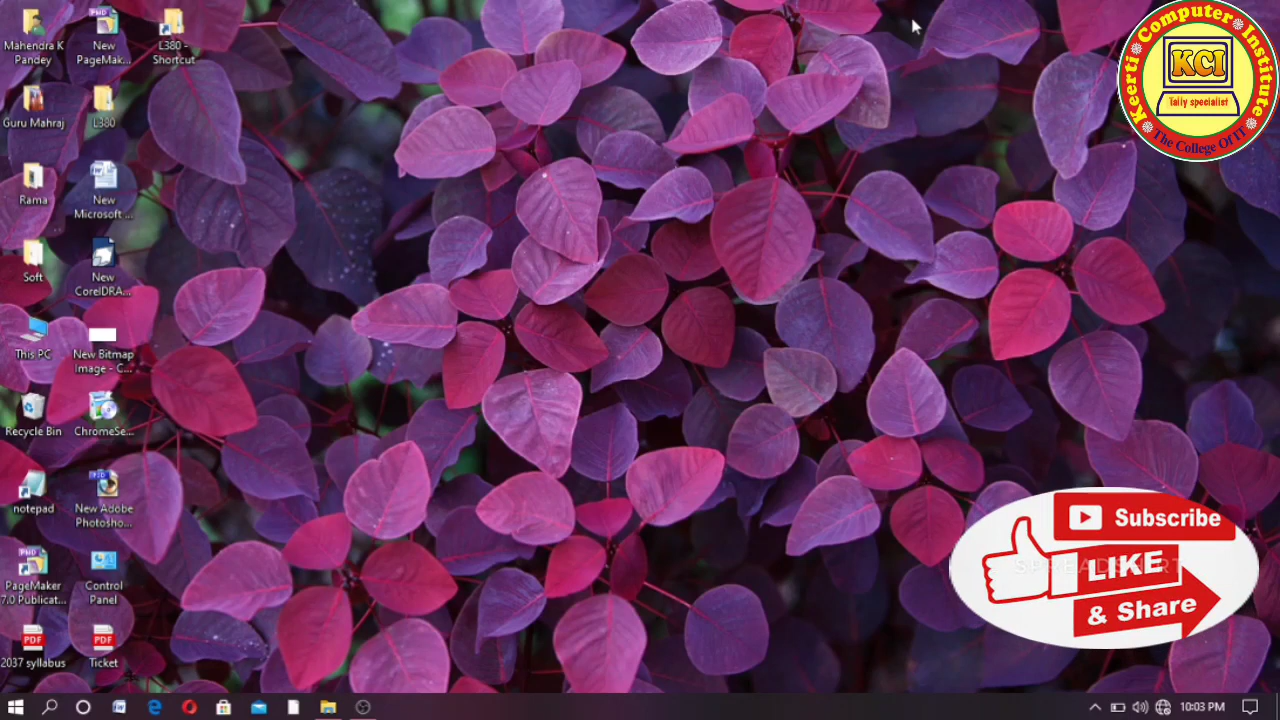 Mahendra K
Pandey
New
PageMak...
L380 -
Shortcut
Guru Mahraj
L380
Rama
New
Microsoft ...
Soft
New
CorelDRA...
This PC
New Bitmap
Image - C...
Recycle Bin
ChromeSe...
notepad
New Adobe
Photosho...
PageMaker
7.0 Publicat...
Control
Panel
2037 syllabus
Ticket
PDF
PDF
Keerti Computer Institute
KCI
Tally specialist
The College Of IT
Subscribe
LIKE
& Share
10:03 PM